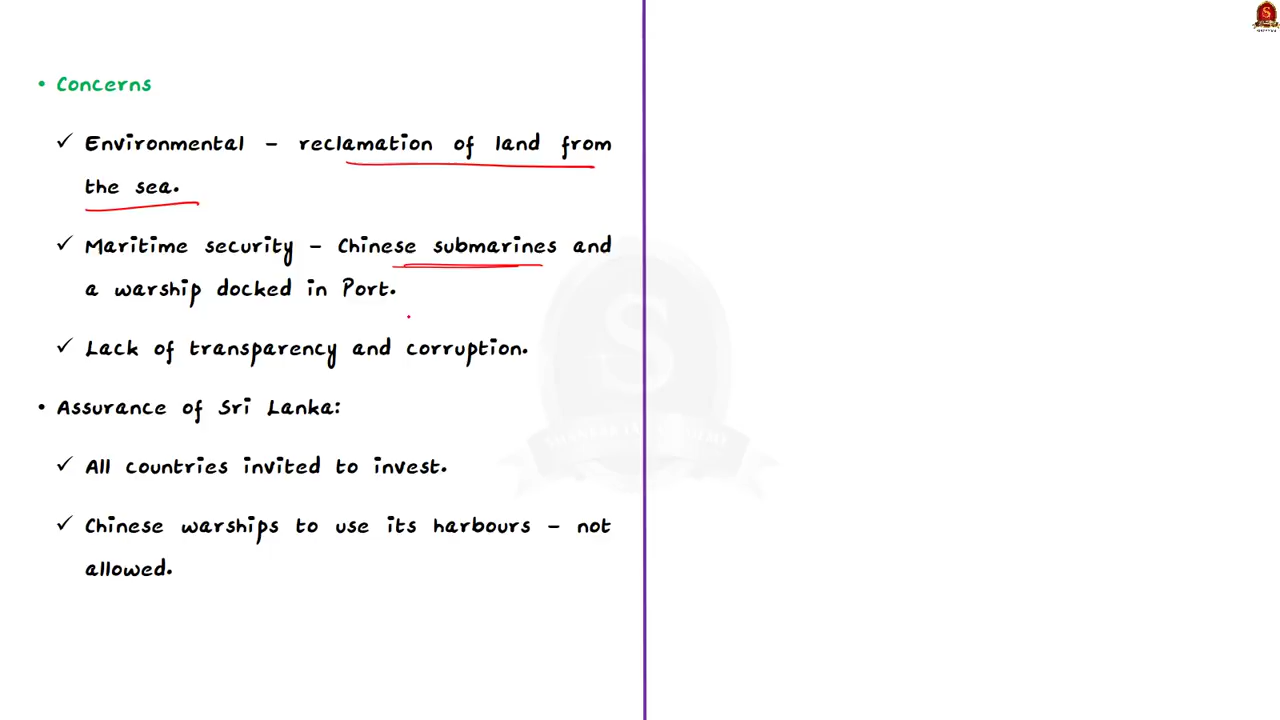 • Concerns
✓ Environmental – reclamation of land from
the sea.
✓ Maritime security – Chinese submarines and
a warship docked in Port.
✓ Lack of transparency and corruption.
• Assurance of Sri Lanka:
✓ All countries invited to invest.
✓ Chinese warships to use its harbours – not
allowed.